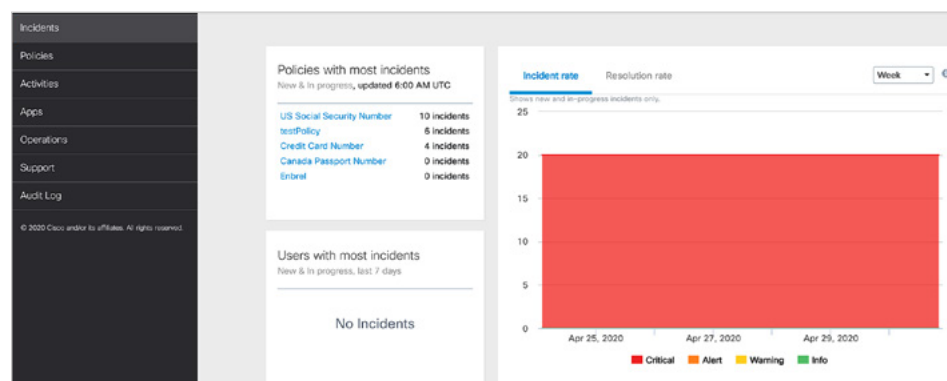 Incidents
Policies
Activities
Apps
Operations
Support
Audit Log
© 2020 Cisco and/or its affiliates. All rights reserved.
Policies with most incidents
New & In progress, updated 6:00 AM UTC
US Social Security Number 10 incidents
testPolicy 6 incidents
Credit Card Number 4 incidents
Canada Passport Number 0 incidents
Enbrel 0 incidents
Users with most incidents
New & In progress, last 7 days
No Incidents
Incident rate Resolution rate Week
Shows new and in-progress incidents only.
25
20
15
10
5
0
Apr 25, 2020 Apr 27, 2020 Apr 29, 2020
Critical Alert Warning Info